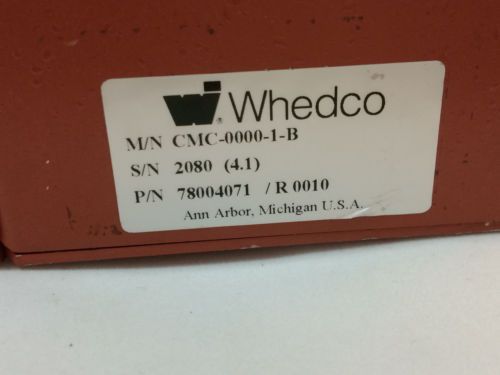 Whedco
M/N CMC-0000-1-B
S/N 2080 (4.1)
P/N 78004071 / R 0010
Ann Arbor, Michigan U.S.A.